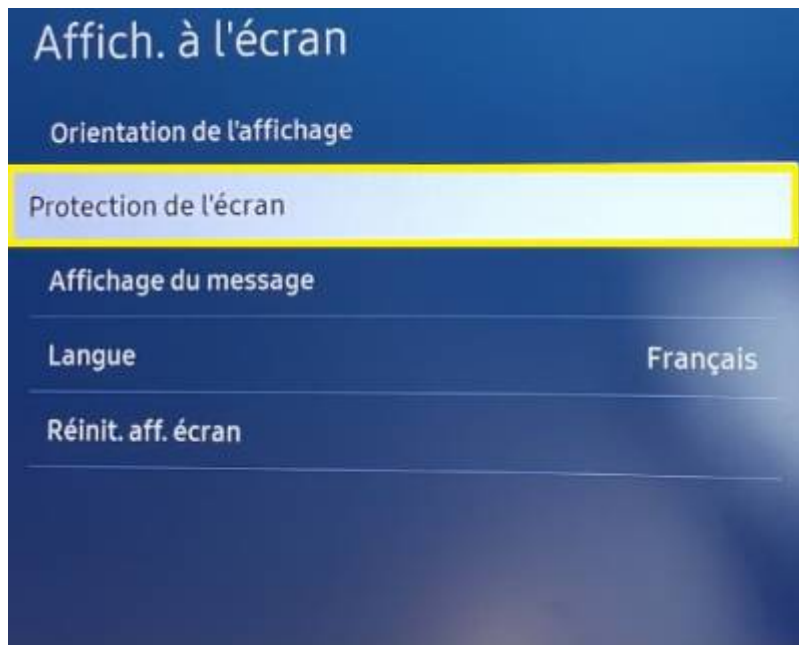 Affich. à l'écran
Orientation de l'affichage
Protection de l'écran
Affichage du message
Langue Français
Réinit. aff. écran